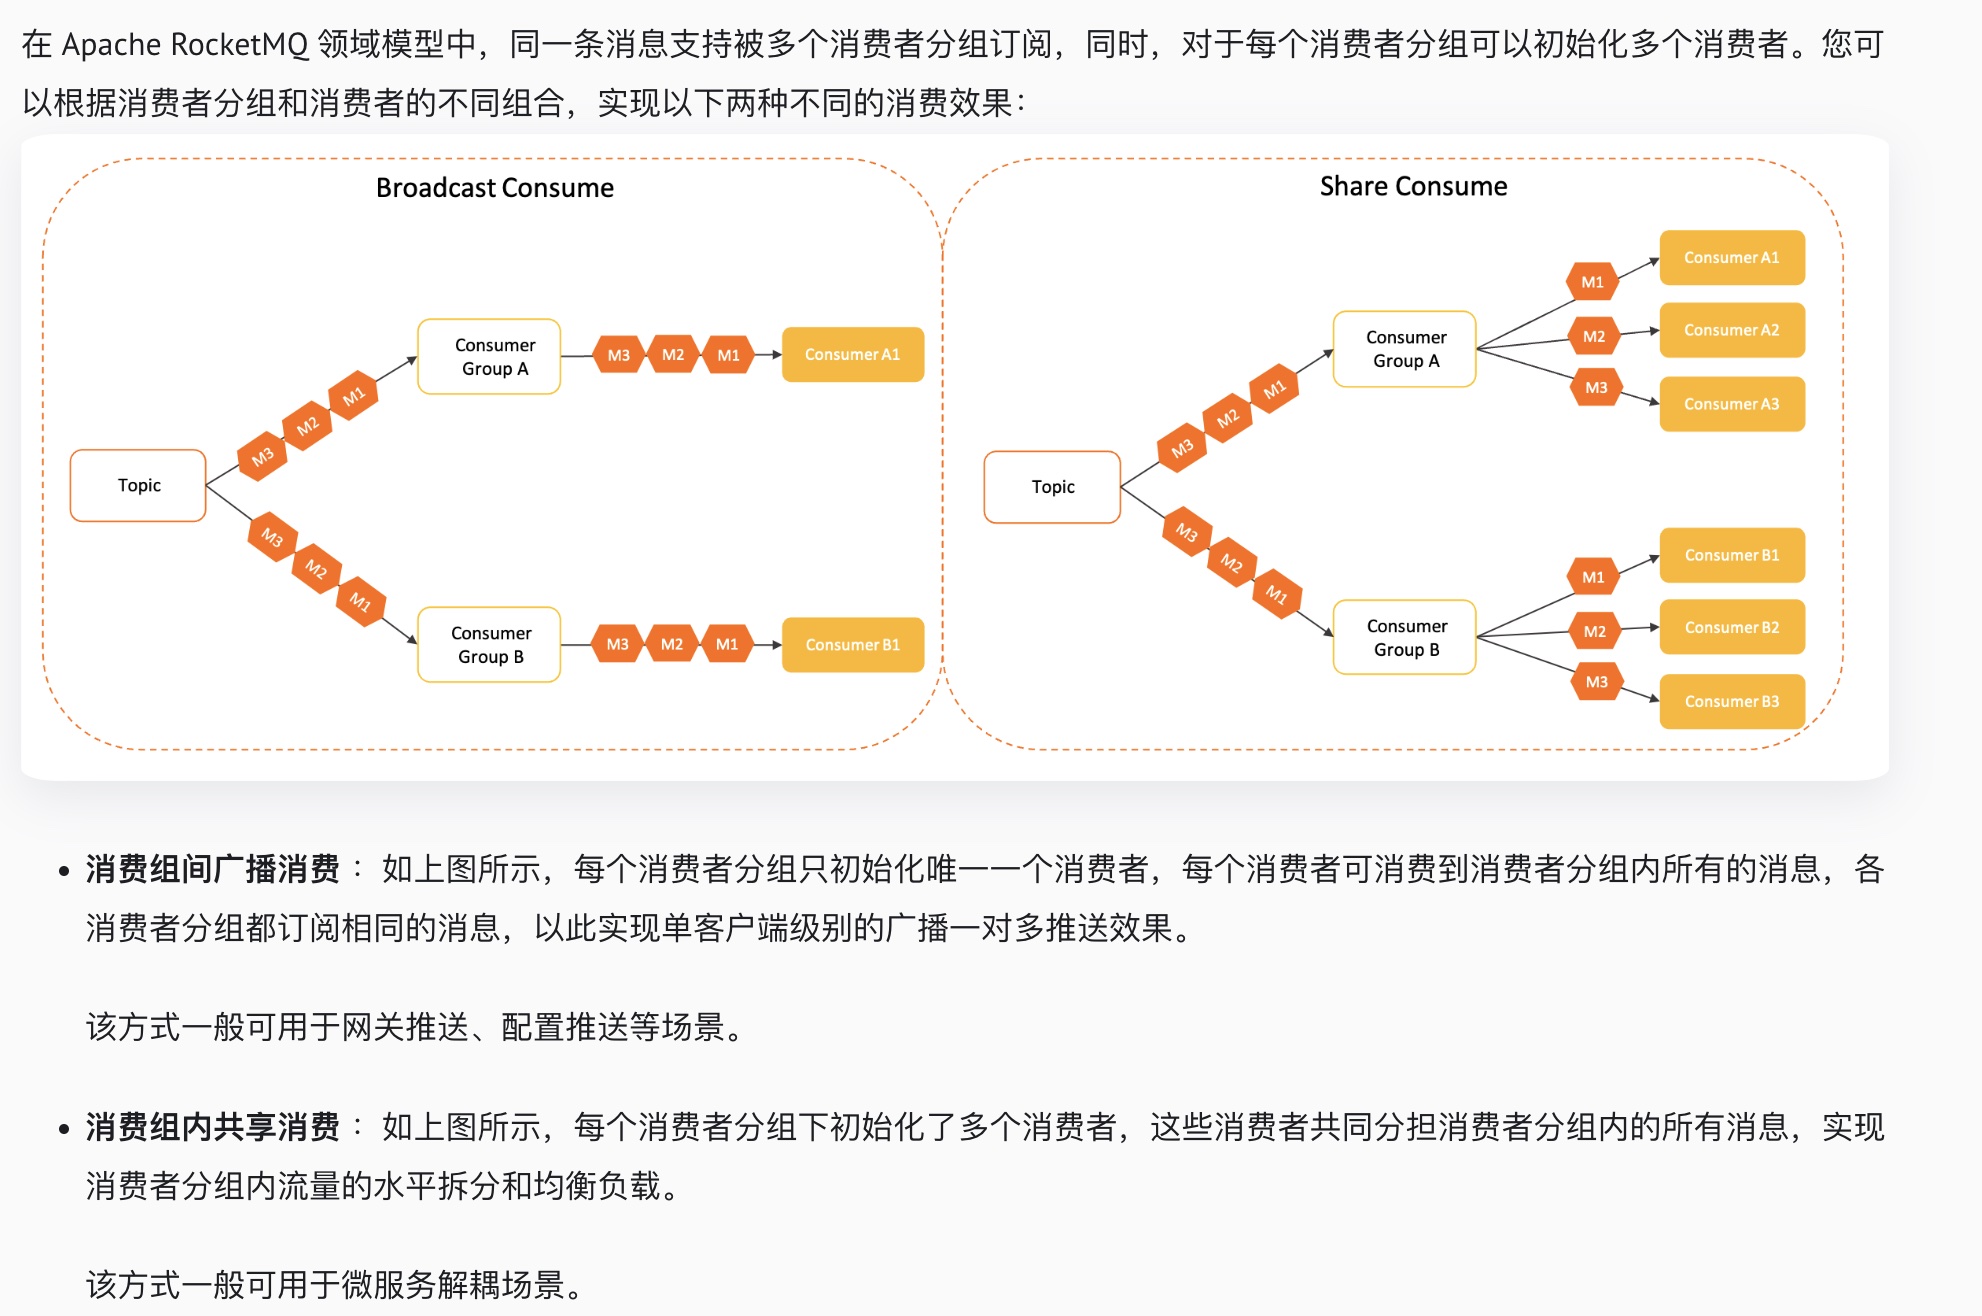 在 Apache RocketMQ 领域模型中，同一条消息支持被多个消费者分组订阅，同时，对于每个消费者分组可以初始化多个消费者。您可
以根据消费者分组和消费者的不同组合，实现以下两种不同的消费效果：
Broadcast Consume
Topic
M3
M2
M1
Consumer
Group A
M3
M2
M1
Consumer A1
M3
M2
M1
Consumer
Group B
M3
M2
M1
Consumer B1
Share Consume
Topic
M3
M2
M1
Consumer
Group A
M1
Consumer A1
M2
Consumer A2
M3
Consumer A3
M3
M2
M1
Consumer
Group B
M1
Consumer B1
M2
Consumer B2
M3
Consumer B3
• 消费组间广播消费 ：如上图所示，每个消费者分组只初始化唯一一个消费者，每个消费者可消费到消费者分组内所有的消息，各
消费者分组都订阅相同的消息，以此实现单客户端级别的广播一对多推送效果。
该方式一般可用于网关推送、配置推送等场景。
• 消费组内共享消费 ：如上图所示，每个消费者分组下初始化了多个消费者，这些消费者共同分担消费者分组内的所有消息，实现
消费者分组内流量的水平拆分和均衡负载。
该方式一般可用于微服务解耦场景。